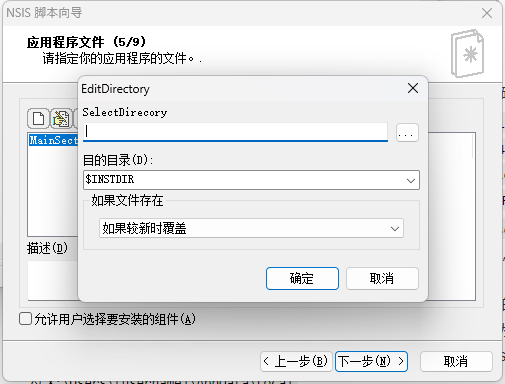 NSIS 脚本向导
应用程序文件 (5/9)
请指定你的应用程序的文件。.
EditDirectory
SelectDirecory
...
目的目录(D):
$INSTDIR
如果文件存在
如果较新时覆盖
确定
取消
MainSect
描述(D)
允许用户选择要安装的组件(A)
< 上一步(B)
下一步(N) >
取消